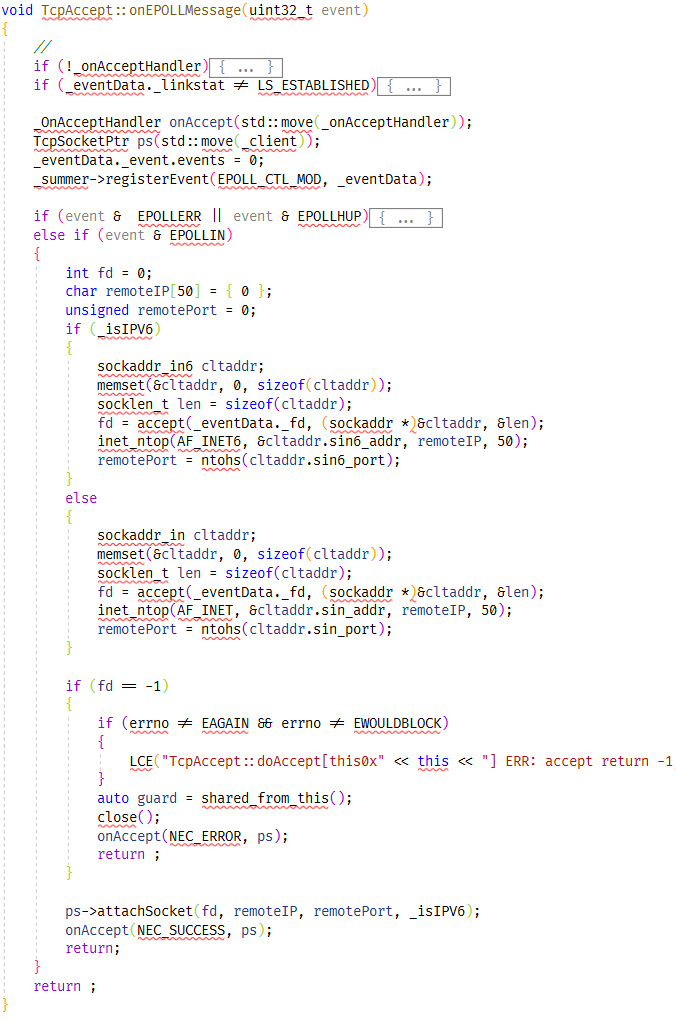 void TcpAccept::onEPOLLMessage(uint32_t event)
{
    //
    if (!_onAcceptHandler){ ... }
    if (_eventData._linkstat != LS_ESTABLISHED){ ... }

    _OnAcceptHandler onAccept(std::move(_onAcceptHandler));
    TcpSocketPtr ps(std::move(_client));
    _eventData._event.events = 0;
    _summer->registerEvent(EPOLL_CTL_MOD, _eventData);

    if (event &  EPOLLERR || event & EPOLLHUP){ ... }
    else if (event & EPOLLIN)
    {
        int fd = 0;
        char remoteIP[50] = { 0 };
        unsigned remotePort = 0;
        if (_isIPV6)
        {
            sockaddr_in6 cltaddr;
            memset(&cltaddr, 0, sizeof(cltaddr));
            socklen_t len = sizeof(cltaddr);
            fd = accept(_eventData._fd, (sockaddr *)&cltaddr, &len);
            inet_ntop(AF_INET6, &cltaddr.sin6_addr, remoteIP, 50);
            remotePort = ntohs(cltaddr.sin6_port);
        }
        else
        {
            sockaddr_in cltaddr;
            memset(&cltaddr, 0, sizeof(cltaddr));
            socklen_t len = sizeof(cltaddr);
            fd = accept(_eventData._fd, (sockaddr *)&cltaddr, &len);
            inet_ntop(AF_INET, &cltaddr.sin_addr, remoteIP, 50);
            remotePort = ntohs(cltaddr.sin_port);
        }

        if (fd == -1)
        {
            if (errno != EAGAIN && errno != EWOULDBLOCK)
            {
                LCE("TcpAccept::doAccept[this0x" << this << "] ERR: accept return -1
            }
            auto guard = shared_from_this();
            close();
            onAccept(NEC_ERROR, ps);
            return ;
        }

        ps->attachSocket(fd, remoteIP, remotePort, _isIPV6);
        onAccept(NEC_SUCCESS, ps);
        return;
    }
    return ;
}